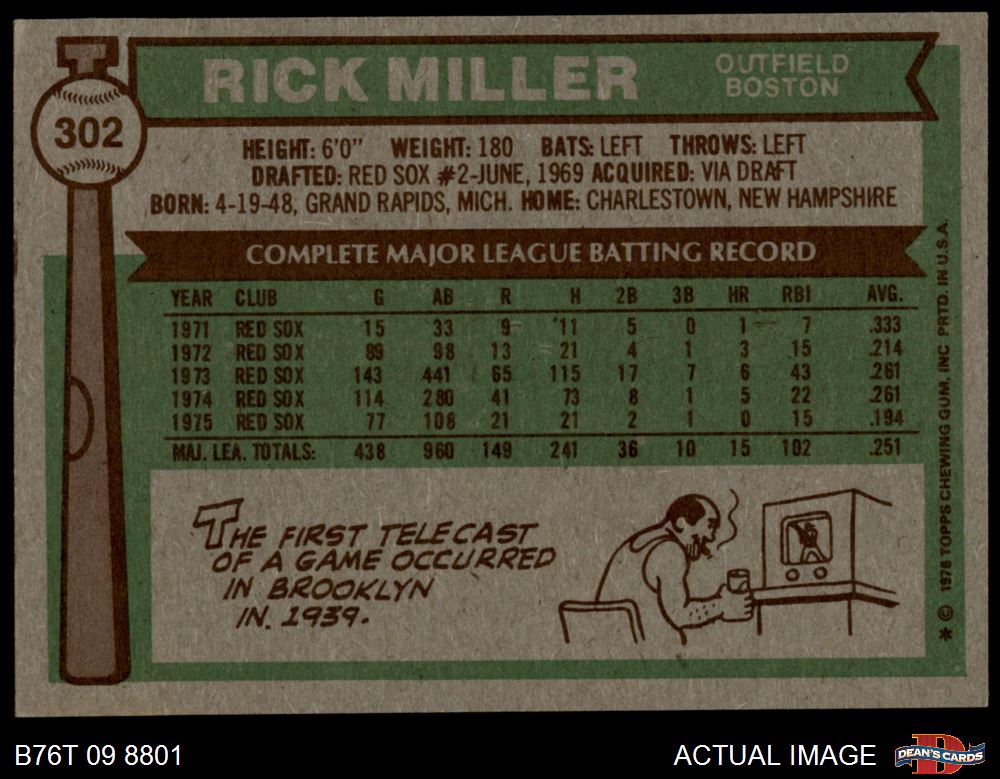 RICK MILLER
OUTFIELD
BOSTON
302
HEIGHT: 6'0" WEIGHT: 180 BATS: LEFT THROWS: LEFT
DRAFTED: RED SOX #2-JUNE, 1969 ACQUIRED: VIA DRAFT
BORN: 4-19-48, GRAND RAPIDS, MICH. HOME: CHARLESTOWN, NEW HAMPSHIRE
COMPLETE MAJOR LEAGUE BATTING RECORD
YEAR CLUB G AB R H 2B 3B HR RBI AVG.
1971 RED SOX 15 33 9 11 5 0 1 7 .333
1972 RED SOX 89 98 13 21 4 1 3 15 .214
1973 RED SOX 143 441 65 115 17 7 6 43 .261
1974 RED SOX 114 280 41 73 8 1 5 22 .261
1975 RED SOX 77 108 21 21 2 1 0 15 .194
MAJ. LEA. TOTALS: 438 960 149 241 36 10 15 102 .251
THE FIRST TELECAST
OF A GAME OCCURRED
IN BROOKLYN
IN. 1939.
* © 1976 TOPPS CHEWING GUM, INC PRTD. IN U.S.A.
B76T 09 8801
ACTUAL IMAGE
DEAN'S CARDS